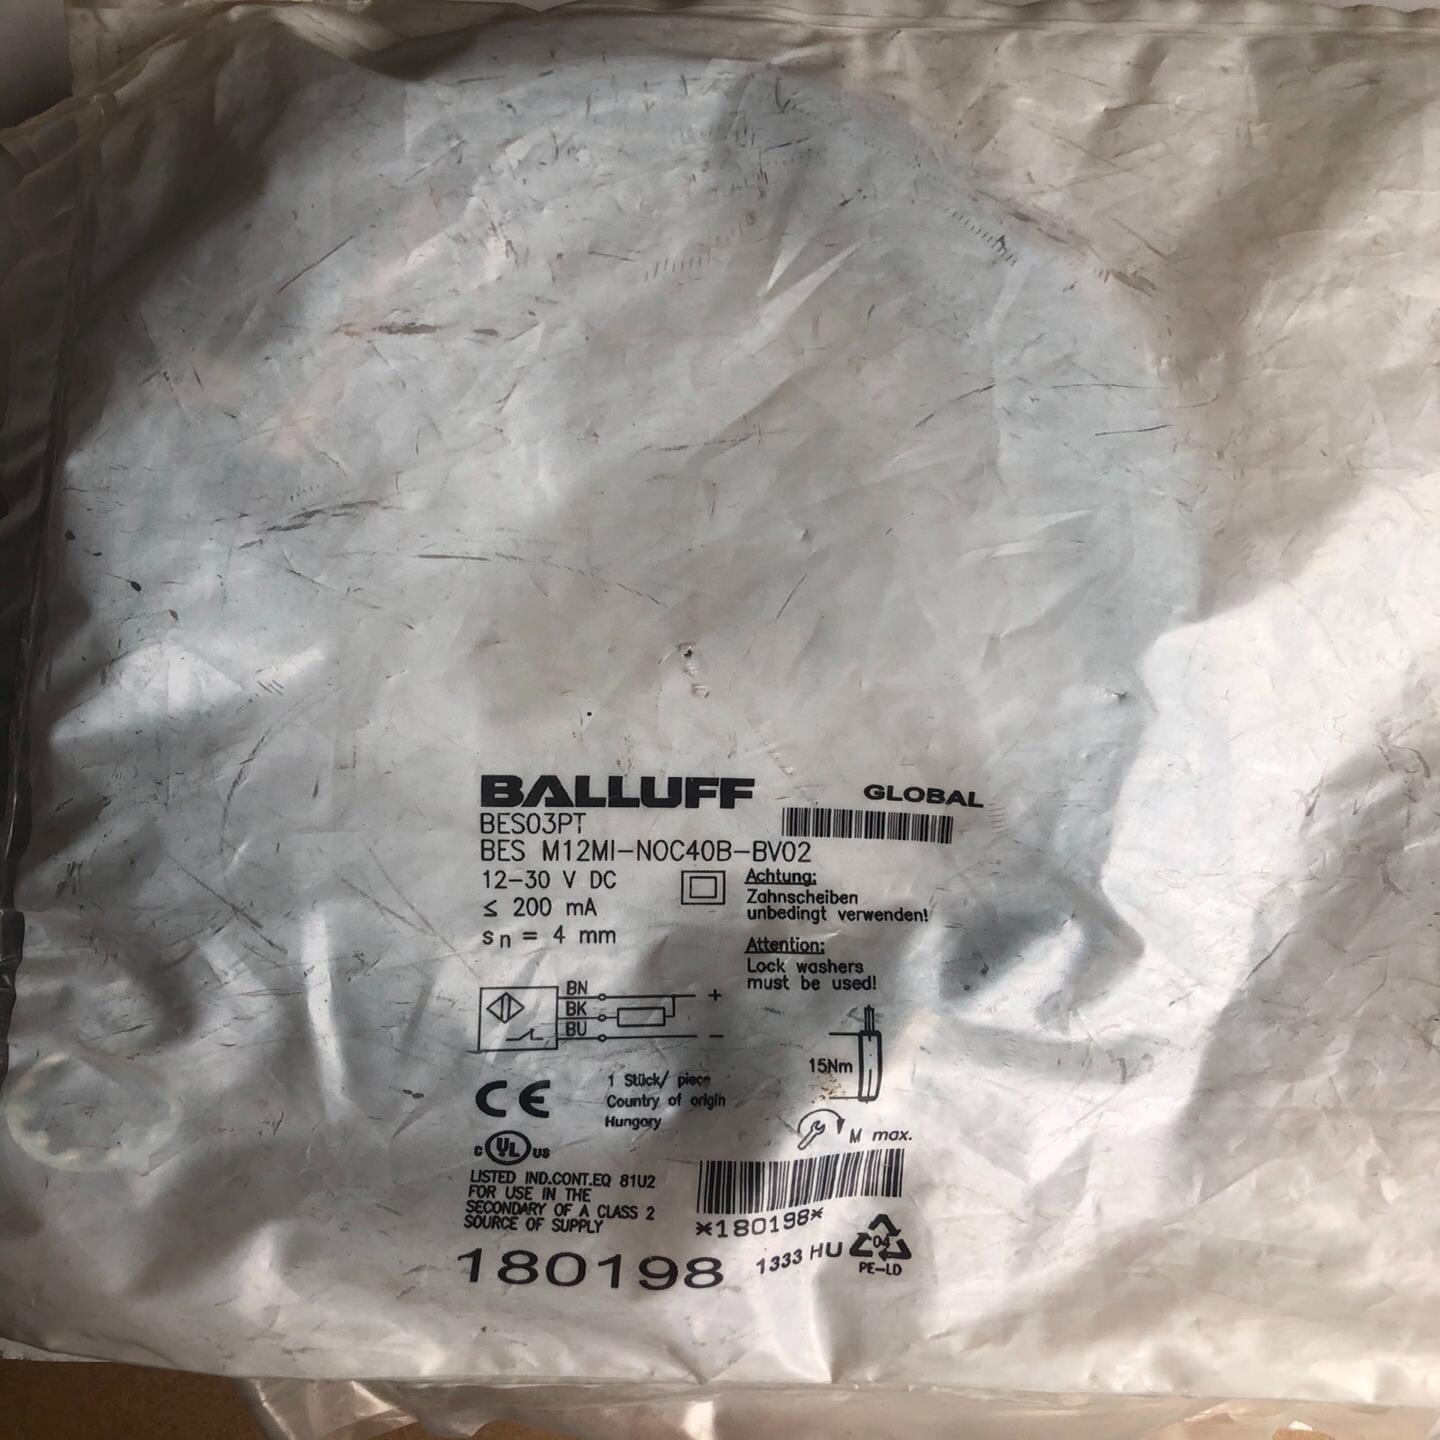 BALLUFF
GLOBAL
BES03PT
BES M12MI-NOC40B-BV02
12-30 V DC
≤ 200 mA
sn = 4 mm
Achtung:
Zahnscheiben
unbedingt verwenden!
Attention:
Lock washers
must be used!
BN
+
BK
BU
-
15Nm
M max.
CE
1 Stück/ piece
Country of origin
Hungary
c UL us
LISTED IND.CONT.EQ 81U2
FOR USE IN THE
SECONDARY OF A CLASS 2
SOURCE OF SUPPLY
*180198*
180198
1333 HU
04
PE-LD